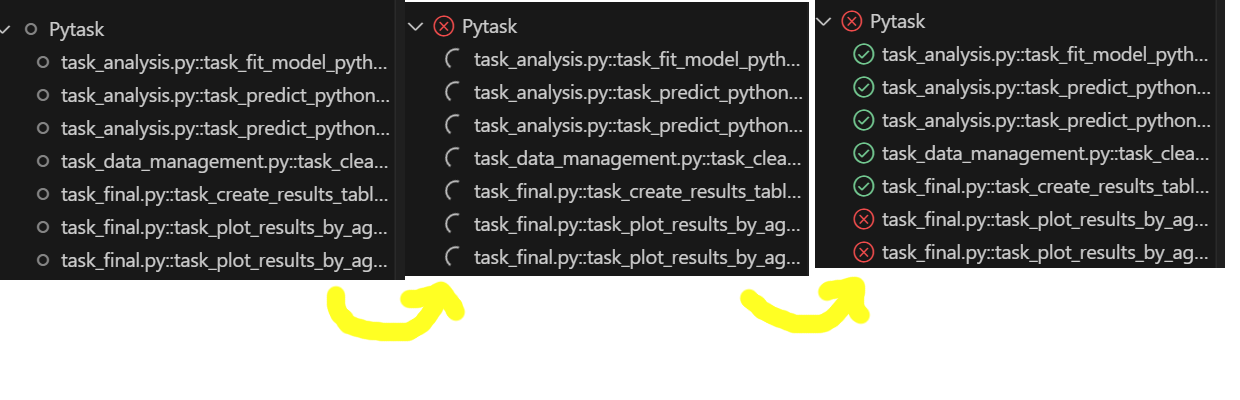 Pytask
task_analysis.py::task_fit_model_pyth...
task_analysis.py::task_predict_python...
task_analysis.py::task_predict_python...
task_data_management.py::task_clea...
task_final.py::task_create_results_tabl...
task_final.py::task_plot_results_by_ag...
task_final.py::task_plot_results_by_ag...
Pytask
task_analysis.py::task_fit_model_pyth...
task_analysis.py::task_predict_python...
task_analysis.py::task_predict_python...
task_data_management.py::task_clea...
task_final.py::task_create_results_tabl...
task_final.py::task_plot_results_by_ag...
task_final.py::task_plot_results_by_ag...
Pytask
task_analysis.py::task_fit_model_pyth...
task_analysis.py::task_predict_python...
task_analysis.py::task_predict_python...
task_data_management.py::task_clea...
task_final.py::task_create_results_tabl...
task_final.py::task_plot_results_by_ag...
task_final.py::task_plot_results_by_ag...